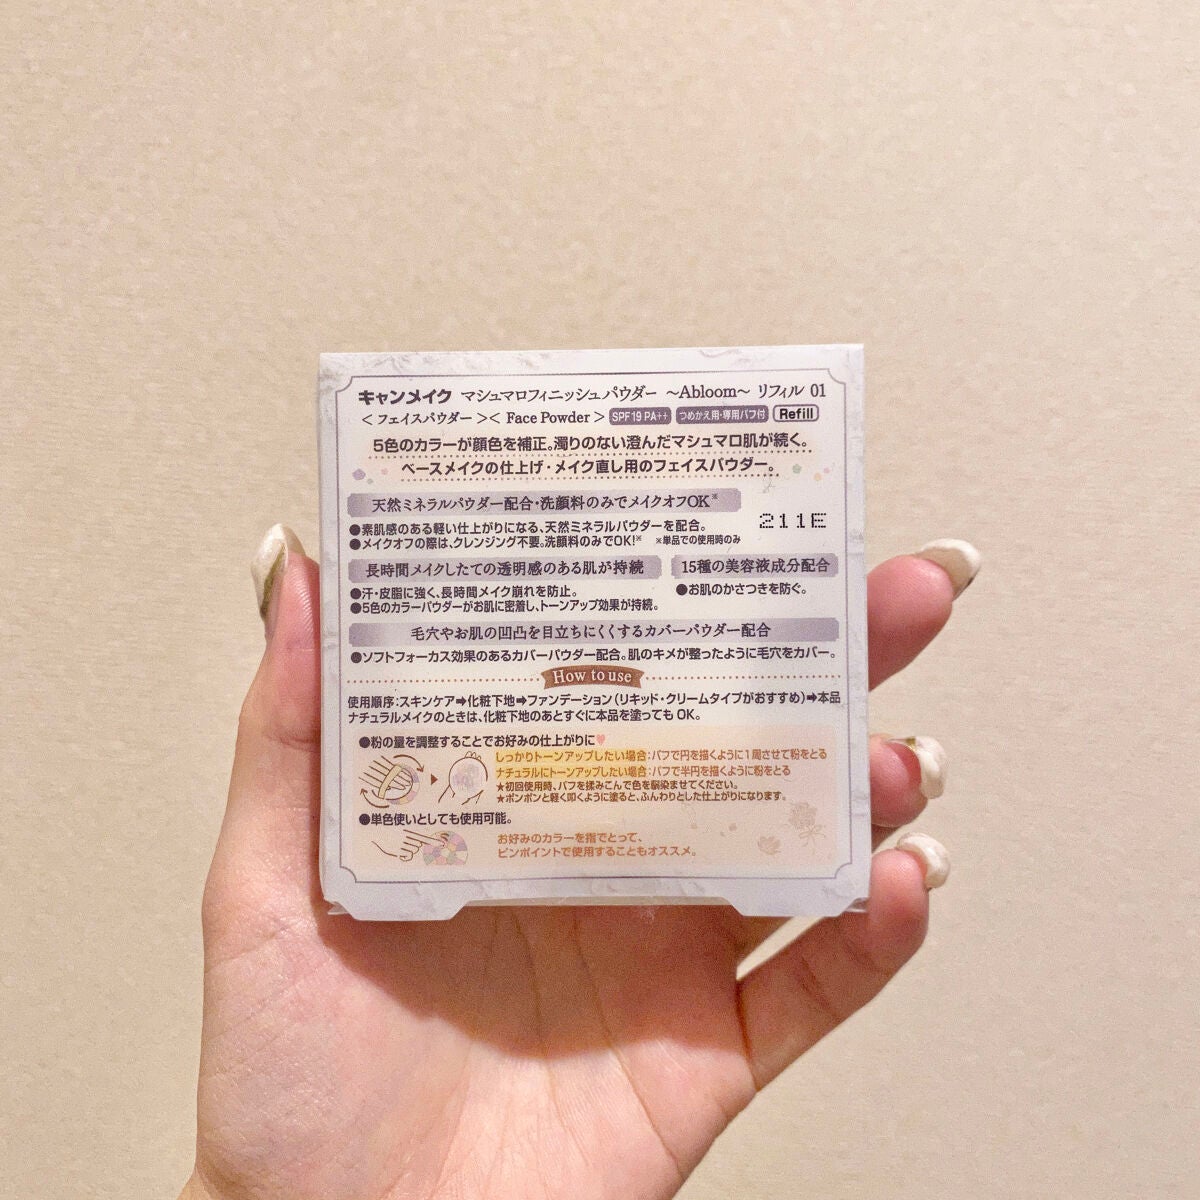 キャンメイク マシュマロフィニッシュパウダー ～Abloom～ リフィル 01
＜フェイスパウダー＞＜Face Powder＞ SPF19 PA++ つめかえ用・専用パフ付 Refill
5色のカラーが顔色を補正。濁りのない澄んだマシュマロ肌が続く。
ベースメイクの仕上げ・メイク直し用のフェイスパウダー。
天然ミネラルパウダー配合・洗顔料のみでメイクオフOK※
211E
●素肌感のある軽い仕上がりになる、天然ミネラルパウダーを配合。
●メイクオフの際は、クレンジング不要。洗顔料のみでOK!※ ※単品での使用時のみ
長時間メイクしたての透明感のある肌が持続
●汗・皮脂に強く、長時間メイク崩れを防止。
●5色のカラーパウダーがお肌に密着し、トーンアップ効果が持続。
15種の美容液成分配合
●お肌のかさつきを防ぐ。
毛穴やお肌の凹凸を目立ちにくくするカバーパウダー配合
●ソフトフォーカス効果のあるカバーパウダー配合。肌のキメが整ったように毛穴をカバー。
How to use
使用順序：スキンケア➡化粧下地➡ファンデーション（リキッド・クリームタイプがおすすめ）➡本品
ナチュラルメイクのときは、化粧下地のあとすぐに本品を塗ってもOK。
●粉の量を調整することでお好みの仕上がりに♥
しっかりトーンアップしたい場合：パフで円を描くように1周させて粉をとる
ナチュラルにトーンアップしたい場合：パフで半円を描くように粉をとる
★初回使用時、パフを揉みこんで色を馴染ませてください。
★ポンポンと軽く叩くように塗ると、ふんわりとした仕上がりになります。
●単色使いとしても使用可能。
お好みのカラーを指でとって、
ピンポイントで使用することもオススメ。